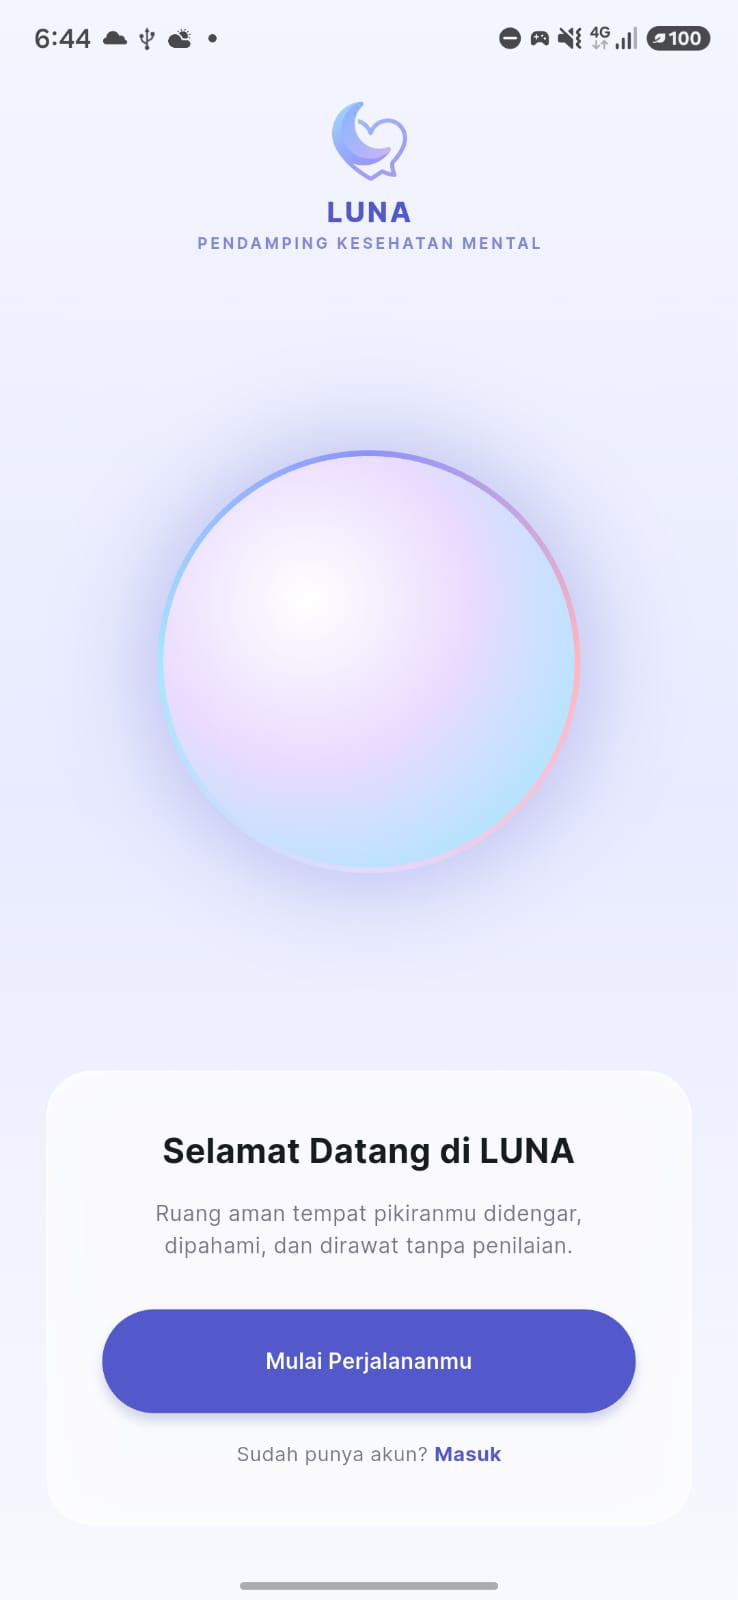 6:44
4G
100
LUNA
PENDAMPING KESEHATAN MENTAL
Selamat Datang di LUNA
Ruang aman tempat pikiranmu didengar,
dipahami, dan dirawat tanpa penilaian.
Mulai Perjalananmu
Sudah punya akun? Masuk